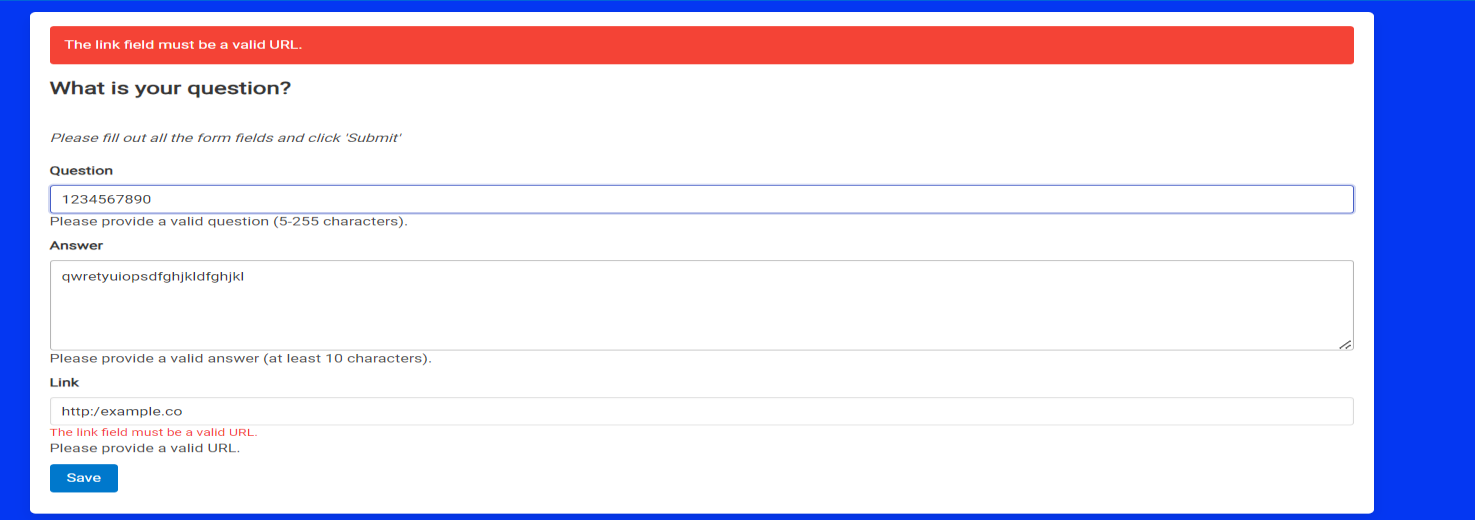 The link field must be a valid URL.
What is your question?
Please fill out all the form fields and click 'Submit'
Question
1234567890
Please provide a valid question (5-255 characters).
Answer
qwretyuiopsdfghjkldfghjkl
Please provide a valid answer (at least 10 characters).
Link
http:/example.co
The link field must be a valid URL.
Please provide a valid URL.
Save